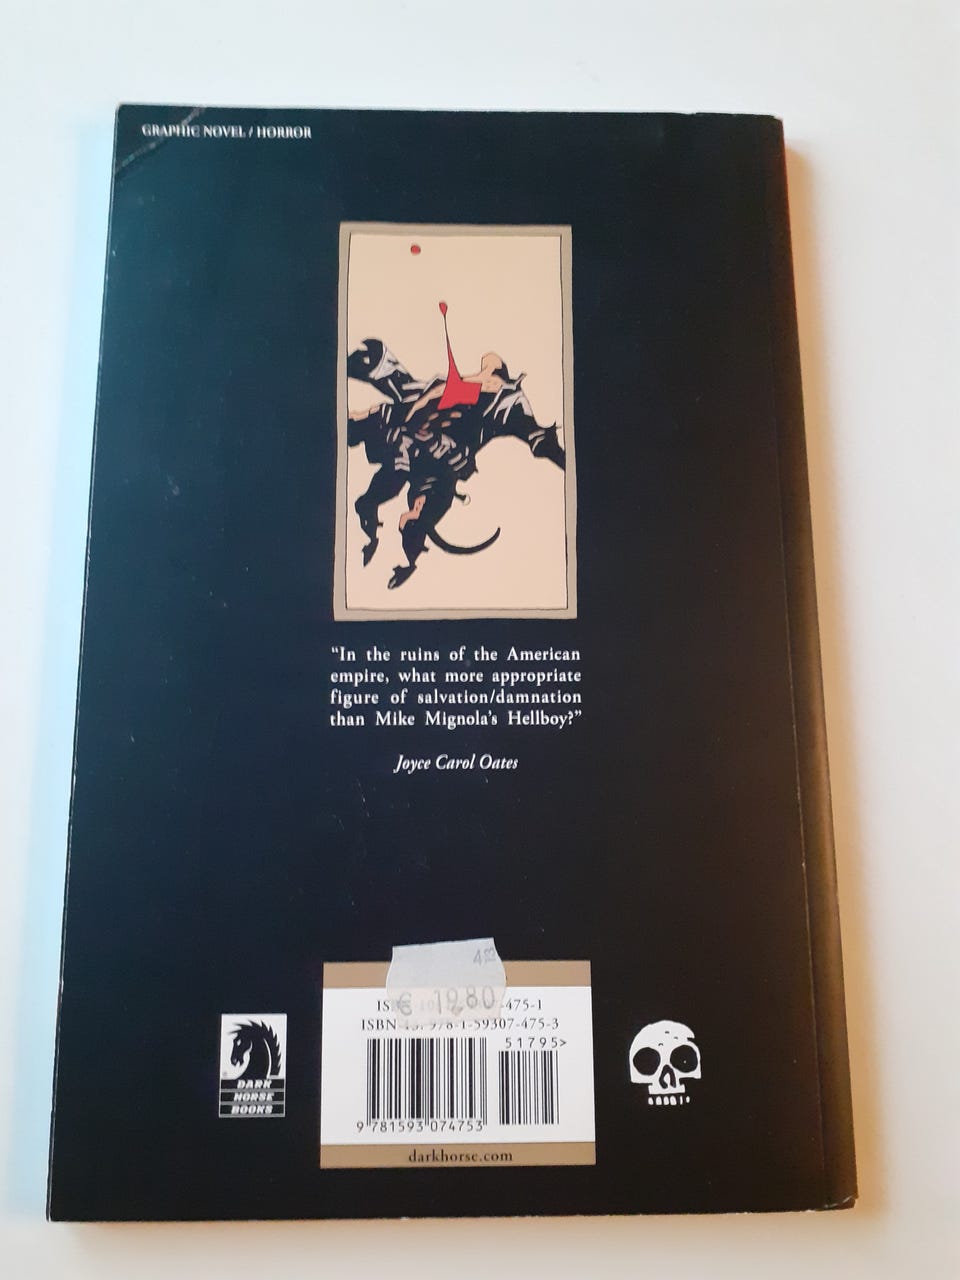 GRAPHIC NOVEL / HORROR
“In the ruins of the American
empire, what more appropriate
figure of salvation/damnation
than Mike Mignola’s Hellboy?”
Joyce Carol Oates
€ 19.80
-475-1
ISBN-13: 978-1-59307-475-3
51795>
9 781593 074753
darkhorse.com
DARK
HORSE
BOOKS